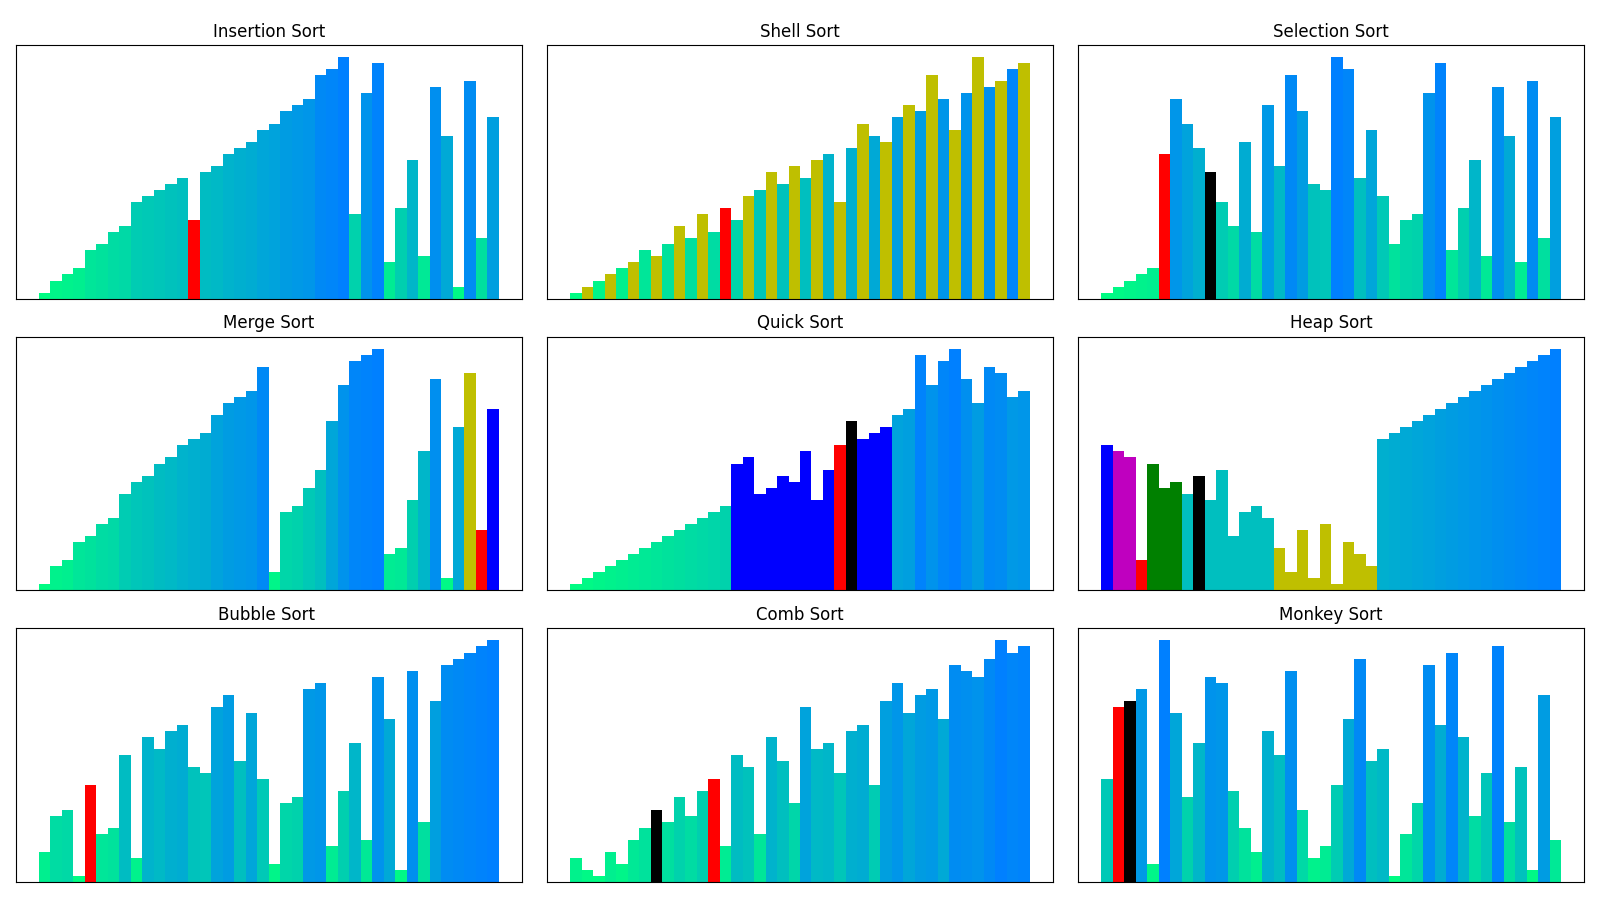 Insertion Sort
Shell Sort
Selection Sort
Merge Sort
Quick Sort
Heap Sort
Bubble Sort
Comb Sort
Monkey Sort